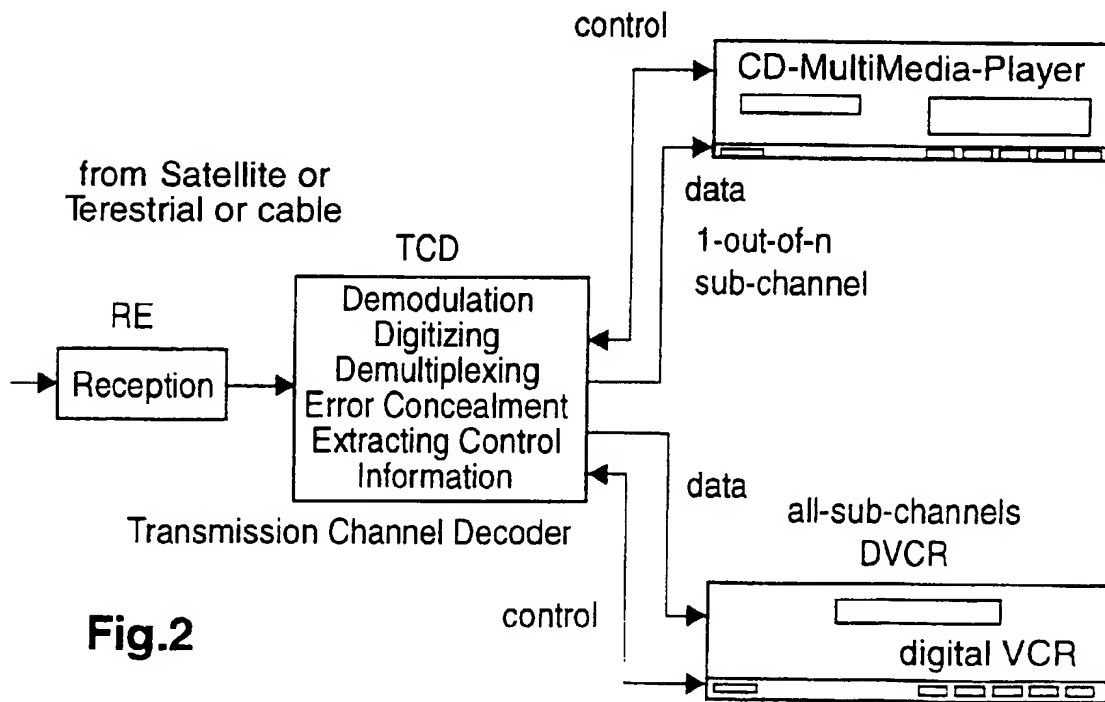 control
CD-MultiMedia-Player
from Satellite or
Terestrial or cable
data
1-out-of-n
sub-channel
TCD
RE
Reception
Demodulation
Digitizing
Demultiplexing
Error Concealment
Extracting Control
Information
Transmission Channel Decoder
data
all-sub-channels
DVCR
control
digital VCR
Fig.2